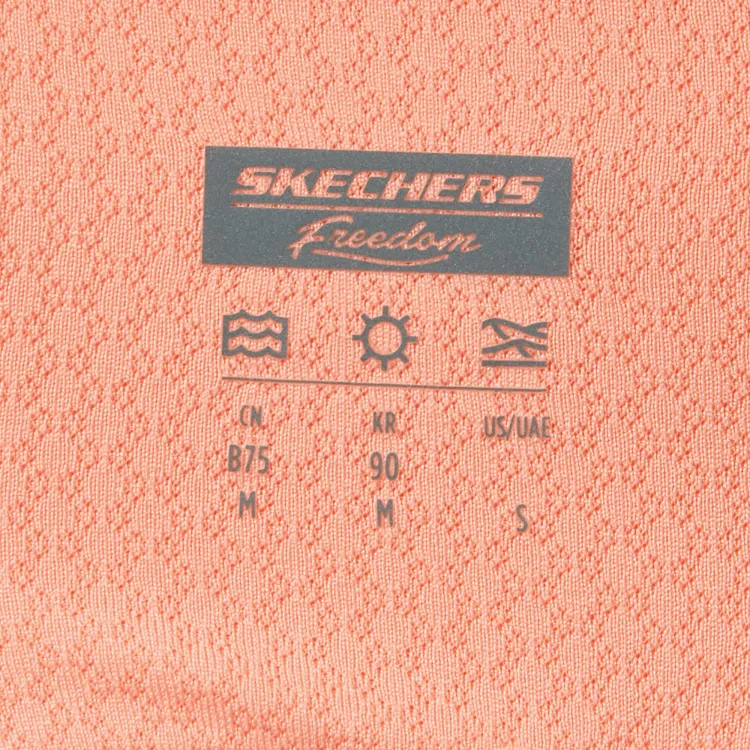 SKECHERS
Freedom
CN KR US/UAE
B75 90
M M S